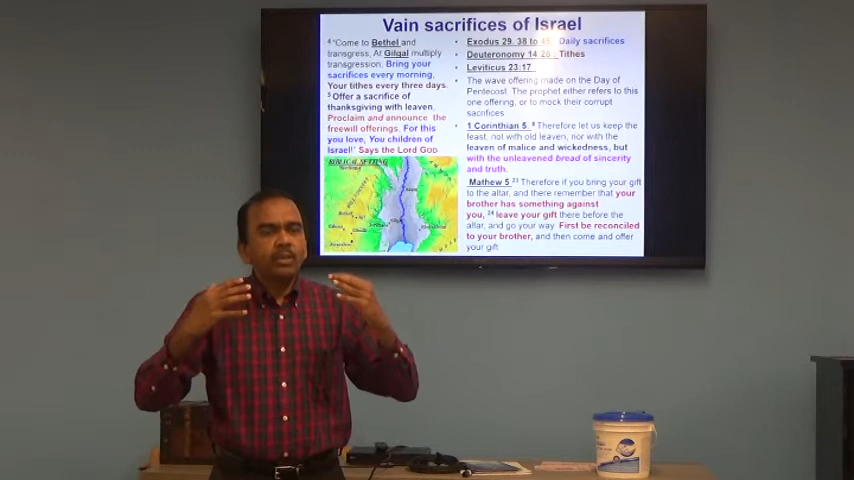 Vain sacrifices of Israel
4 "Come to Bethel and
transgress, At Gilgal multiply
transgression; Bring your
sacrifices every morning,
Your tithes every three days.
5 Offer a sacrifice of
thanksgiving with leaven,
Proclaim and announce the
freewill offerings; For this
you love, You children of
Israel!" Says the Lord GOD
BIBLICAL SETTING
• Exodus 29. 38 to 45 Daily sacrifices
• Deuteronomy 14 28 : Tithes
• Leviticus 23:17
• The wave offering made on the Day of
Pentecost. The prophet either refers to this
one offering, or to mock their corrupt
sacrifices
• 1 Corinthian 5. 8 Therefore let us keep the
feast, not with old leaven, nor with the
leaven of malice and wickedness, but
with the unleavened bread of sincerity
and truth.
Mathew 5 23 Therefore if you bring your gift
to the altar, and there remember that your
brother has something against
you, 24 leave your gift there before the
altar, and go your way. First be reconciled
to your brother, and then come and offer
your gift